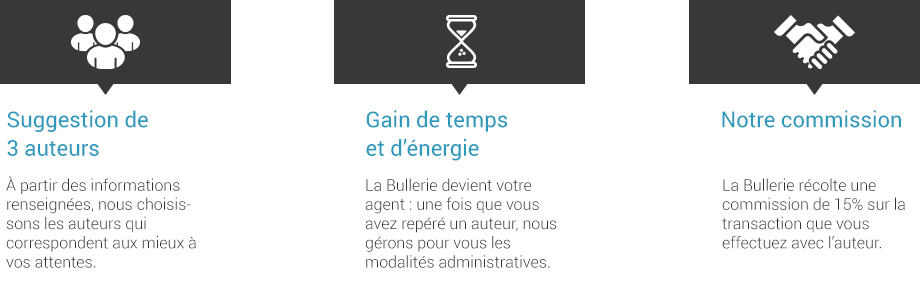 Suggestion de
3 auteurs
À partir des informations
renseignées, nous choisis-
sons les auteurs qui
correspondent aux mieux à
vos attentes.
Gain de temps
et d'énergie
La Bullerie devient votre
agent : une fois que vous
avez repéré un auteur, nous
gérons pour vous les
modalités administratives.
Notre commission
La Bullerie récolte une
commission de 15% sur la
transaction que vous
effectuez avec l'auteur.